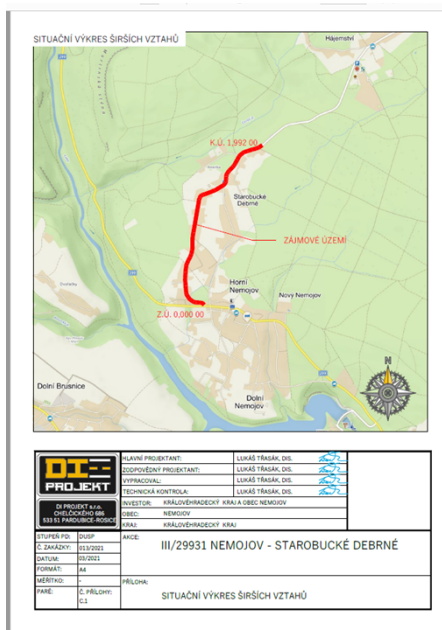 SITUAČNÍ VÝKRES ŠIRŠÍCH VZTAHŮ
Hájemství
K.Ú. 1,992 00
Starobucké
Debrné
ZÁJMOVÉ ÚZEMÍ
Horní
Nemojov
Nový Nemojov
Z.Ú. 0,000 00
Dolní Brusnice
Dolní
Nemojov
N
DI PROJEKT
DI PROJEKT s.r.o.
CHELČICKÉHO 686
533 51 PARDUBICE-ROSICE
HLAVNÍ PROJEKTANT: LUKÁŠ TŘASÁK, DIS.
ZODPOVĚDNÝ PROJEKTANT: LUKÁŠ TŘASÁK, DIS.
VYPRACOVAL: LUKÁŠ TŘASÁK, DIS.
TECHNICKÁ KONTROLA: LUKÁŠ TŘASÁK, DIS.
INVESTOR: KRÁLOVÉHRADECKÝ KRAJ A OBEC NEMOJOV
OBEC: NEMOJOV
KRAJ: KRÁLOVÉHRADECKÝ KRAJ
STUPEŇ PD: DUSP
Č. ZAKÁZKY: 013/2021
DATUM: 03/2021
FORMÁT: A4
MĚŘÍTKO: -
PARÉ:
Č. PŘÍLOHY:
C.1
AKCE:
III/29931 NEMOJOV - STAROBUCKÉ DEBRNÉ
PŘÍLOHA:
SITUAČNÍ VÝKRES ŠIRŠÍCH VZTAHŮ